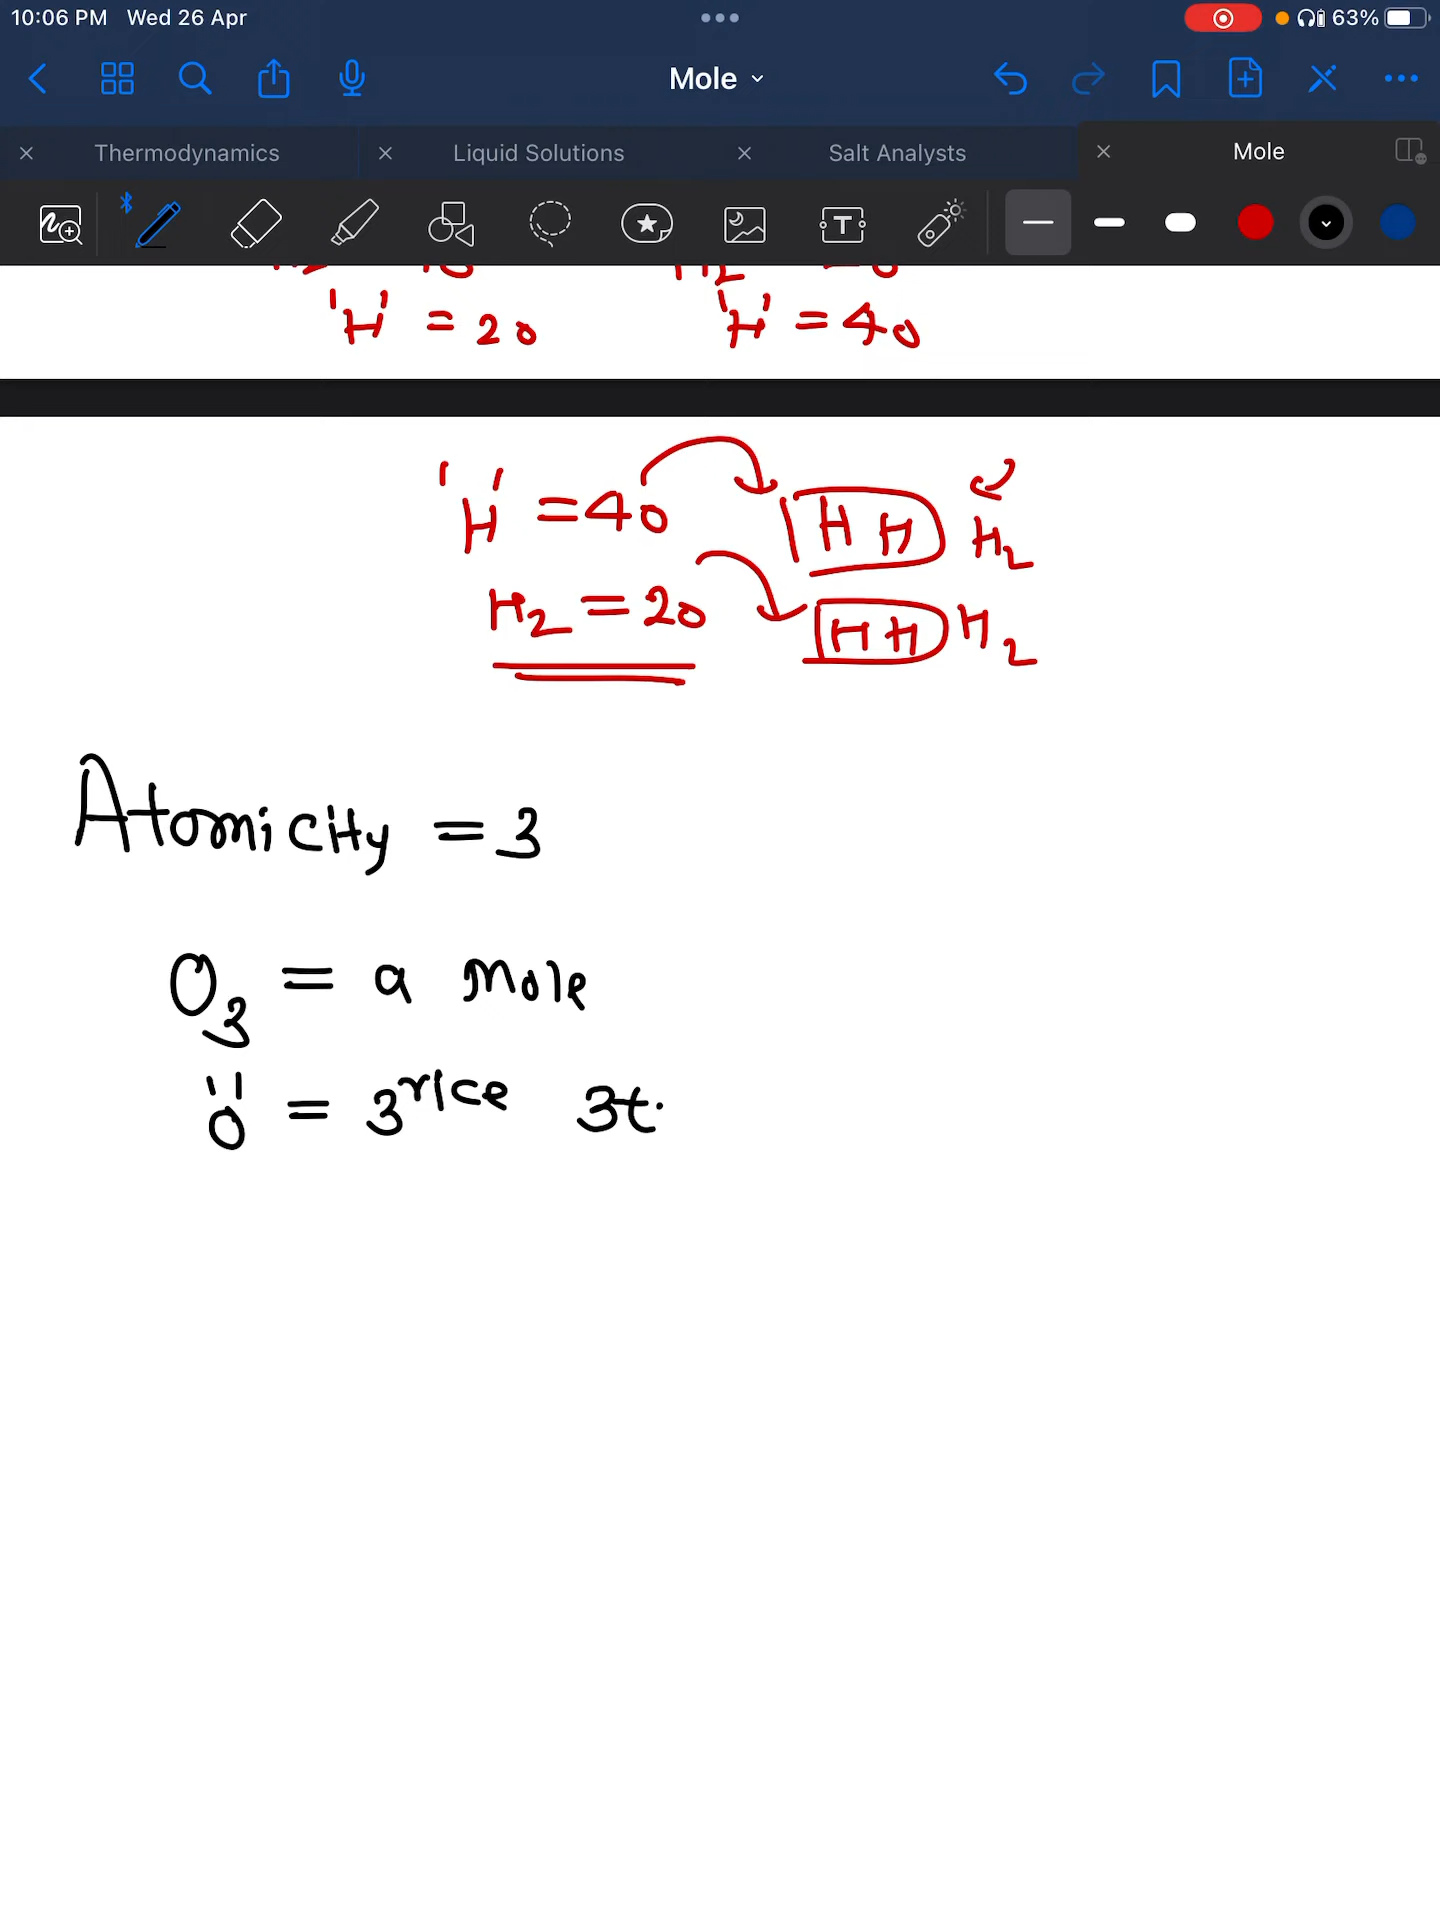 10:06 PM Wed 26 Apr
63%
Mole
Thermodynamics
Liquid Solutions
Salt Analysts
Mole
T
'H' = 20
'H' = 40
'H' = 40
H H
H2
H2 = 20
H H
H2
Atomicity = 3
O3 = a mole
"O = 3rice 3t.